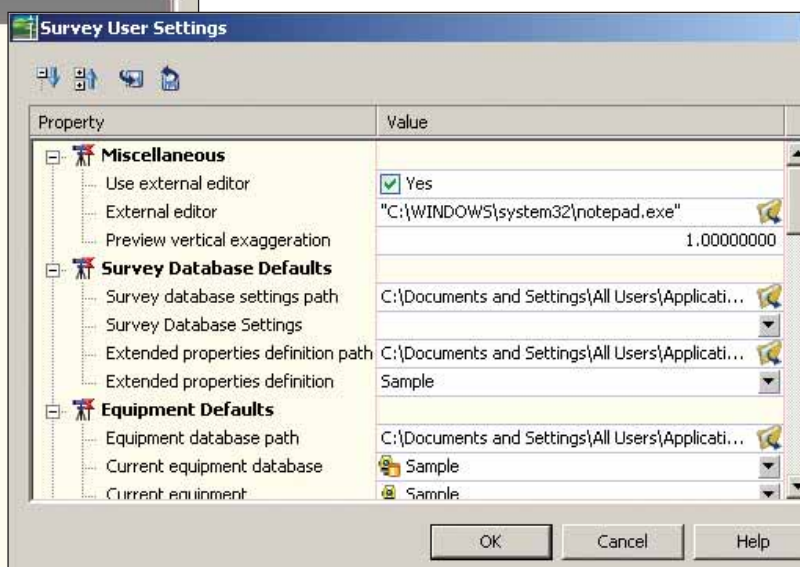 Survey User Settings
Property Value
Miscellaneous
Use external editor Yes
External editor "C:\WINDOWS\system32\notepad.exe"
Preview vertical exaggeration 1.00000000
Survey Database Defaults
Survey database settings path C:\Documents and Settings\All Users\Applicati...
Survey Database Settings
Extended properties definition path C:\Documents and Settings\All Users\Applicati...
Extended properties definition Sample
Equipment Defaults
Equipment database path C:\Documents and Settings\All Users\Applicati...
Current equipment database Sample
Current equipment Sample
OK Cancel Help